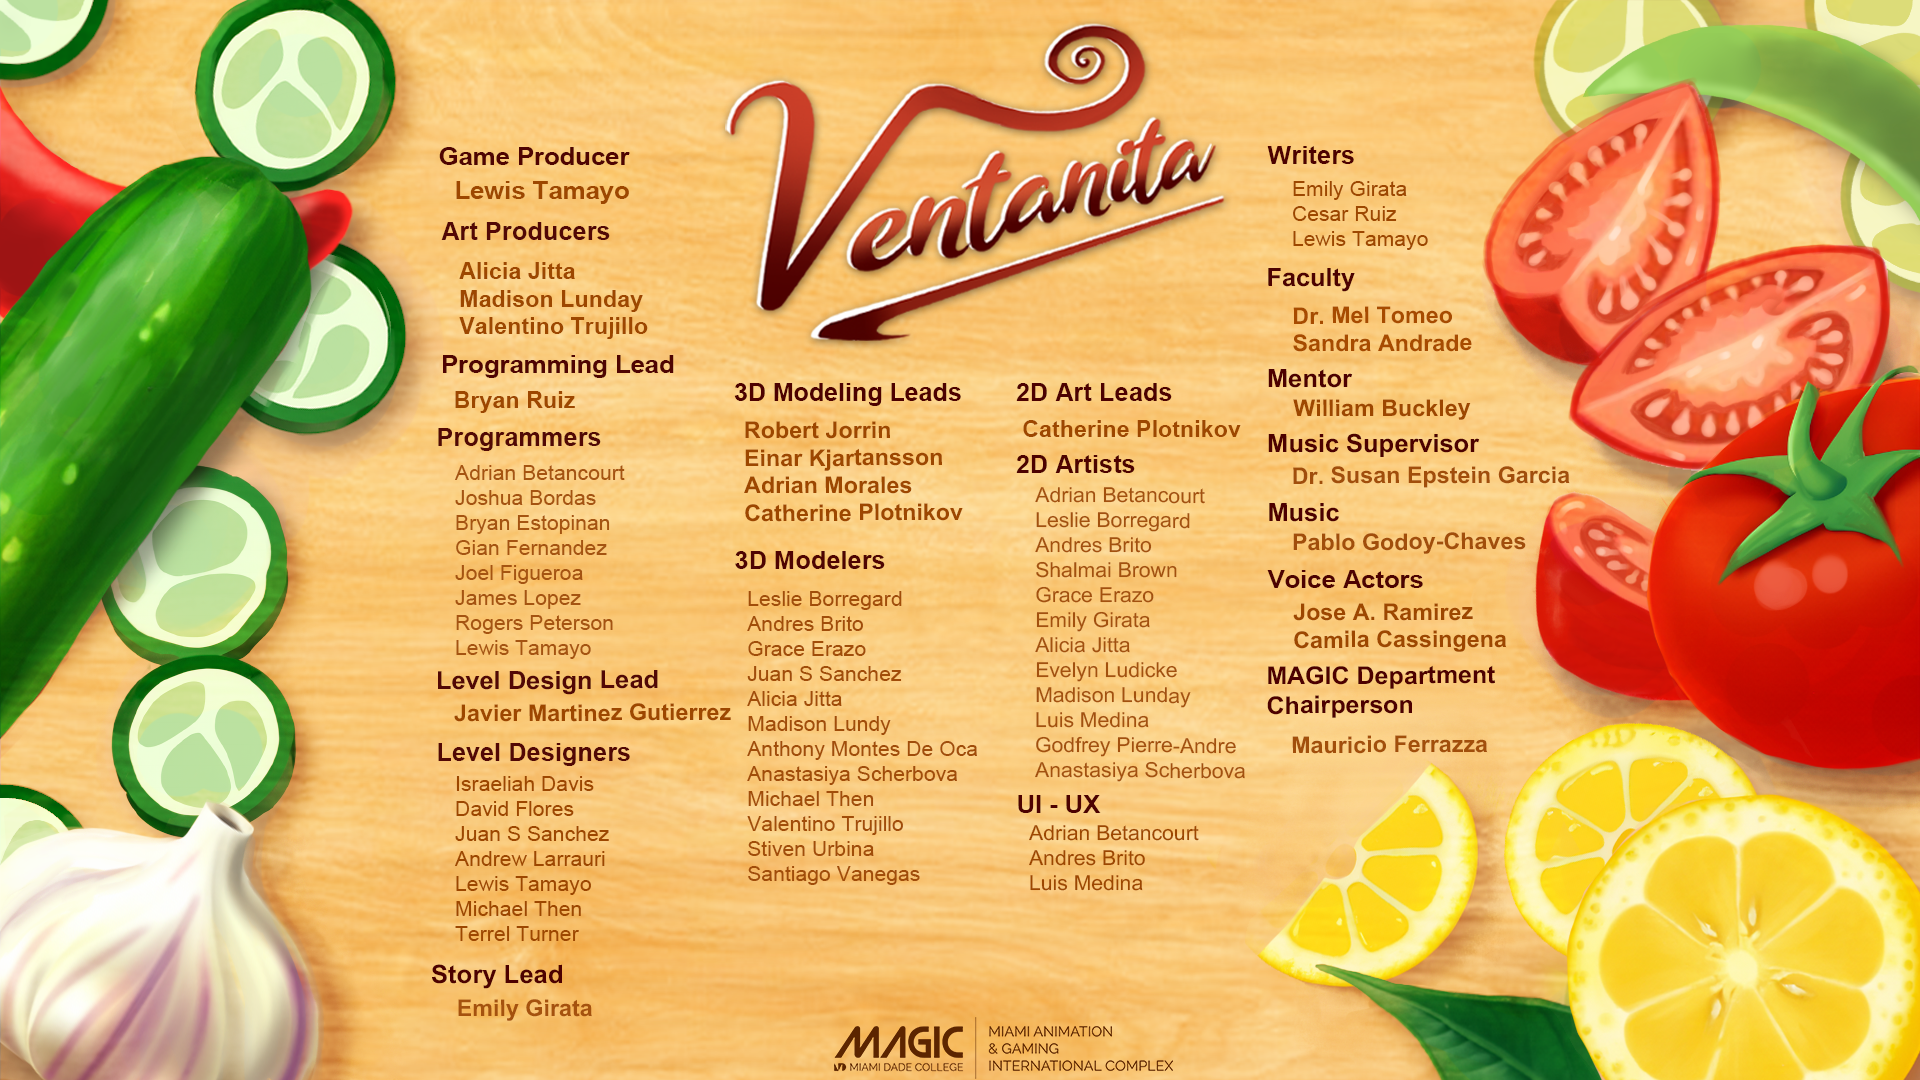 Ventanita
Game Producer
Lewis Tamayo
Art Producers
Alicia Jitta
Madison Lunday
Valentino Trujillo
Programming Lead
Bryan Ruiz
Programmers
Adrian Betancourt
Joshua Bordas
Bryan Estopinan
Gian Fernandez
Joel Figueroa
James Lopez
Rogers Peterson
Lewis Tamayo
Level Design Lead
Javier Martinez Gutierrez
Level Designers
Israeliah Davis
David Flores
Juan S Sanchez
Andrew Larrauri
Lewis Tamayo
Michael Then
Terrel Turner
Story Lead
Emily Girata
3D Modeling Leads
Robert Jorrin
Einar Kjartansson
Adrian Morales
Catherine Plotnikov
3D Modelers
Leslie Borregard
Andres Brito
Grace Erazo
Juan S Sanchez
Alicia Jitta
Madison Lundy
Anthony Montes De Oca
Anastasiya Scherbova
Michael Then
Valentino Trujillo
Stiven Urbina
Santiago Vanegas
2D Art Leads
Catherine Plotnikov
2D Artists
Adrian Betancourt
Leslie Borregard
Andres Brito
Shalmai Brown
Grace Erazo
Emily Girata
Alicia Jitta
Evelyn Ludicke
Madison Lunday
Luis Medina
Godfrey Pierre-Andre
Anastasiya Scherbova
UI - UX
Adrian Betancourt
Andres Brito
Luis Medina
Writers
Emily Girata
Cesar Ruiz
Lewis Tamayo
Faculty
Dr. Mel Tomeo
Sandra Andrade
Mentor
William Buckley
Music Supervisor
Dr. Susan Epstein Garcia
Music
Pablo Godoy-Chaves
Voice Actors
Jose A. Ramirez
Camila Cassingena
MAGIC Department
Chairperson
Mauricio Ferrazza
MAGIC
MIAMI DADE COLLEGE
MIAMI ANIMATION
& GAMING
INTERNATIONAL COMPLEX